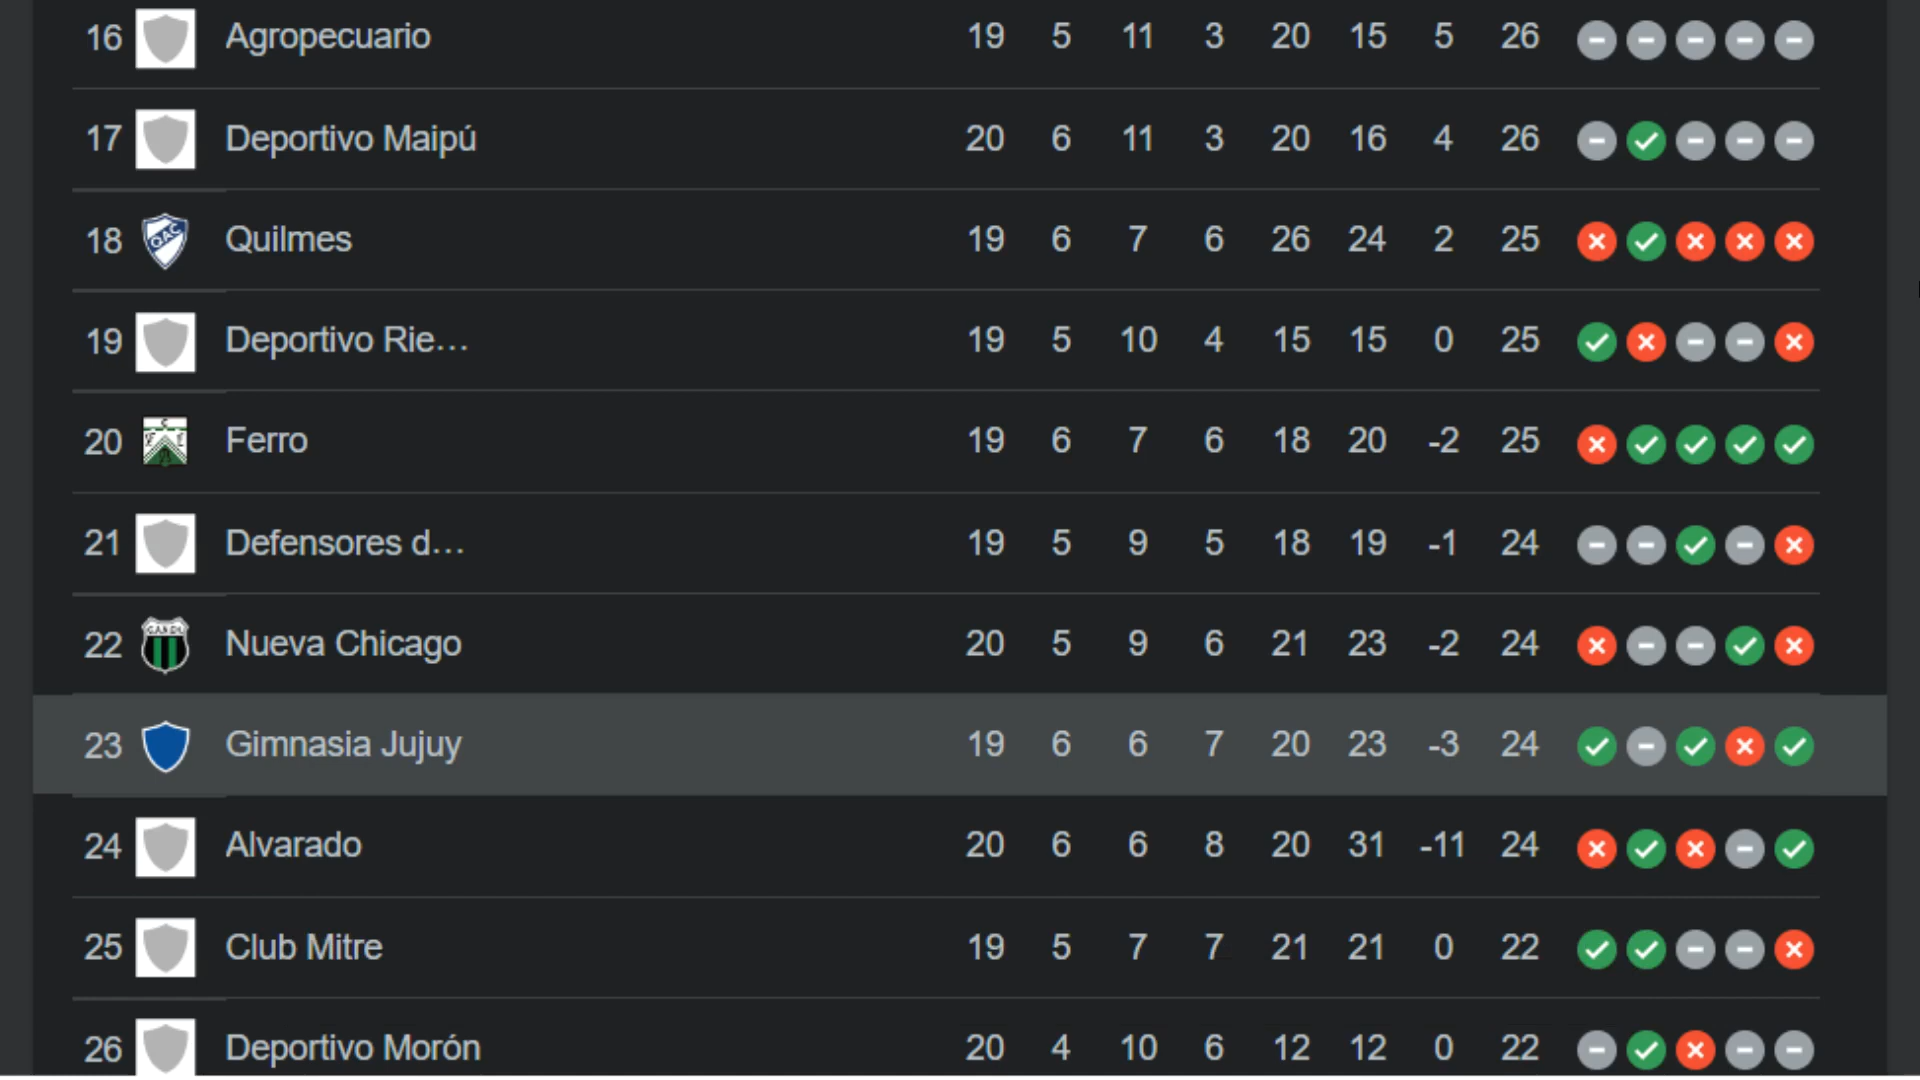 16 Agropecuario 19 5 11 3 20 15 5 26
17 Deportivo Maipú 20 6 11 3 20 16 4 26
18 QAC Quilmes 19 6 7 6 26 24 2 25
19 Deportivo Rie... 19 5 10 4 15 15 0 25
20 Ferro 19 6 7 6 18 20 -2 25
21 Defensores d... 19 5 9 5 18 19 -1 24
22 Nueva Chicago 20 5 9 6 21 23 -2 24
23 Gimnasia Jujuy 19 6 6 7 20 23 -3 24
24 Alvarado 20 6 6 8 20 31 -11 24
25 Club Mitre 19 5 7 7 21 21 0 22
26 Deportivo Morón 20 4 10 6 12 12 0 22